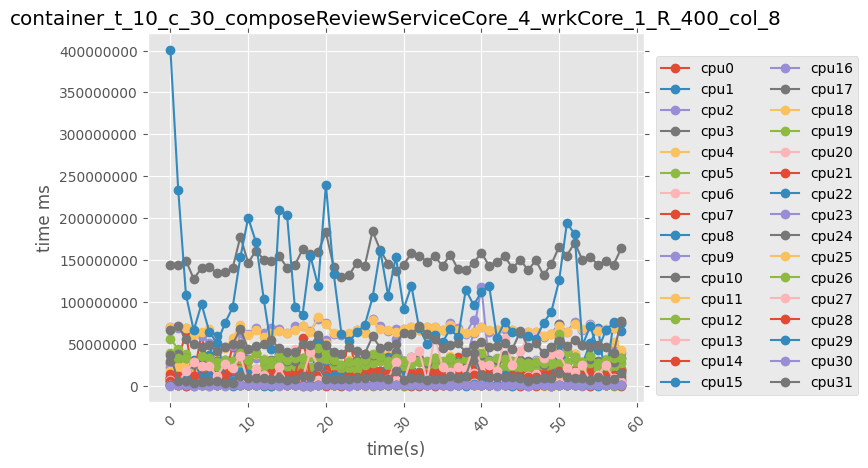 container_t_10_c_30_composeReviewServiceCore_4_wrkCore_1_R_400_col_8
400000000
350000000
300000000
250000000
200000000
150000000
100000000
50000000
0
time ms
0
10
20
30
40
50
60
time(s)
cpu0
cpu1
cpu2
cpu3
cpu4
cpu5
cpu6
cpu7
cpu8
cpu9
cpu10
cpu11
cpu12
cpu13
cpu14
cpu15
cpu16
cpu17
cpu18
cpu19
cpu20
cpu21
cpu22
cpu23
cpu24
cpu25
cpu26
cpu27
cpu28
cpu29
cpu30
cpu31